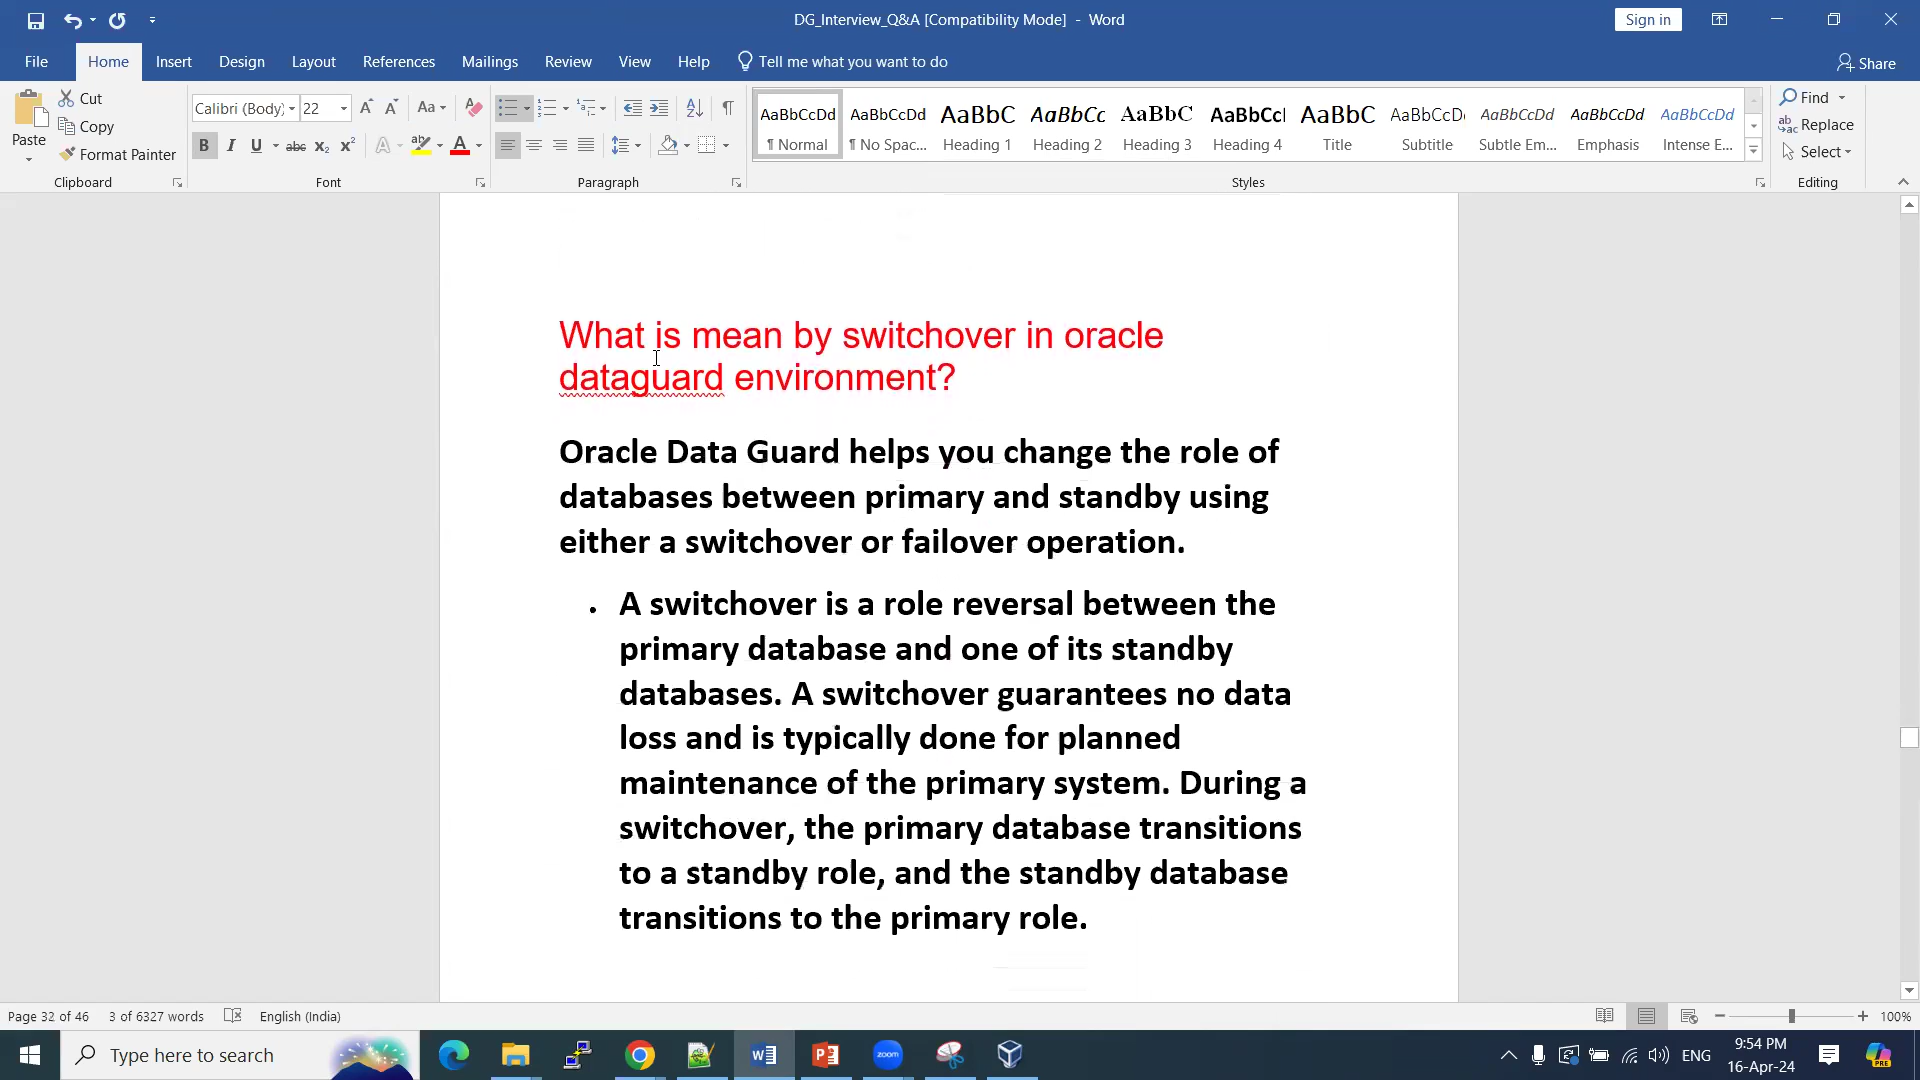 DG_Interview_Q&A [Compatibility Mode] - Word
Sign in
File Home Insert Design Layout References Mailings Review View Help Tell me what you want to do Share
Paste
Cut
Copy
Format Painter
Clipboard
Calibri (Body) 22
Font
Paragraph
AaBbCcDd ¶ Normal
AaBbCcDd ¶ No Spac...
AaBbC Heading 1
AaBbCc Heading 2
AaBbC Heading 3
AaBbCcI Heading 4
AaBbC Title
AaBbCcD Subtitle
AaBbCcDd Subtle Em...
AaBbCcDd Emphasis
AaBbCcDd Intense E...
Styles
Find
Replace
Select
Editing
What is mean by switchover in oracle
dataguard environment?
Oracle Data Guard helps you change the role of
databases between primary and standby using
either a switchover or failover operation.
• A switchover is a role reversal between the
primary database and one of its standby
databases. A switchover guarantees no data
loss and is typically done for planned
maintenance of the primary system. During a
switchover, the primary database transitions
to a standby role, and the standby database
transitions to the primary role.
Page 32 of 46 3 of 6327 words English (India) 100%
Type here to search
zoom
ENG
9:54 PM
16-Apr-24
PRE